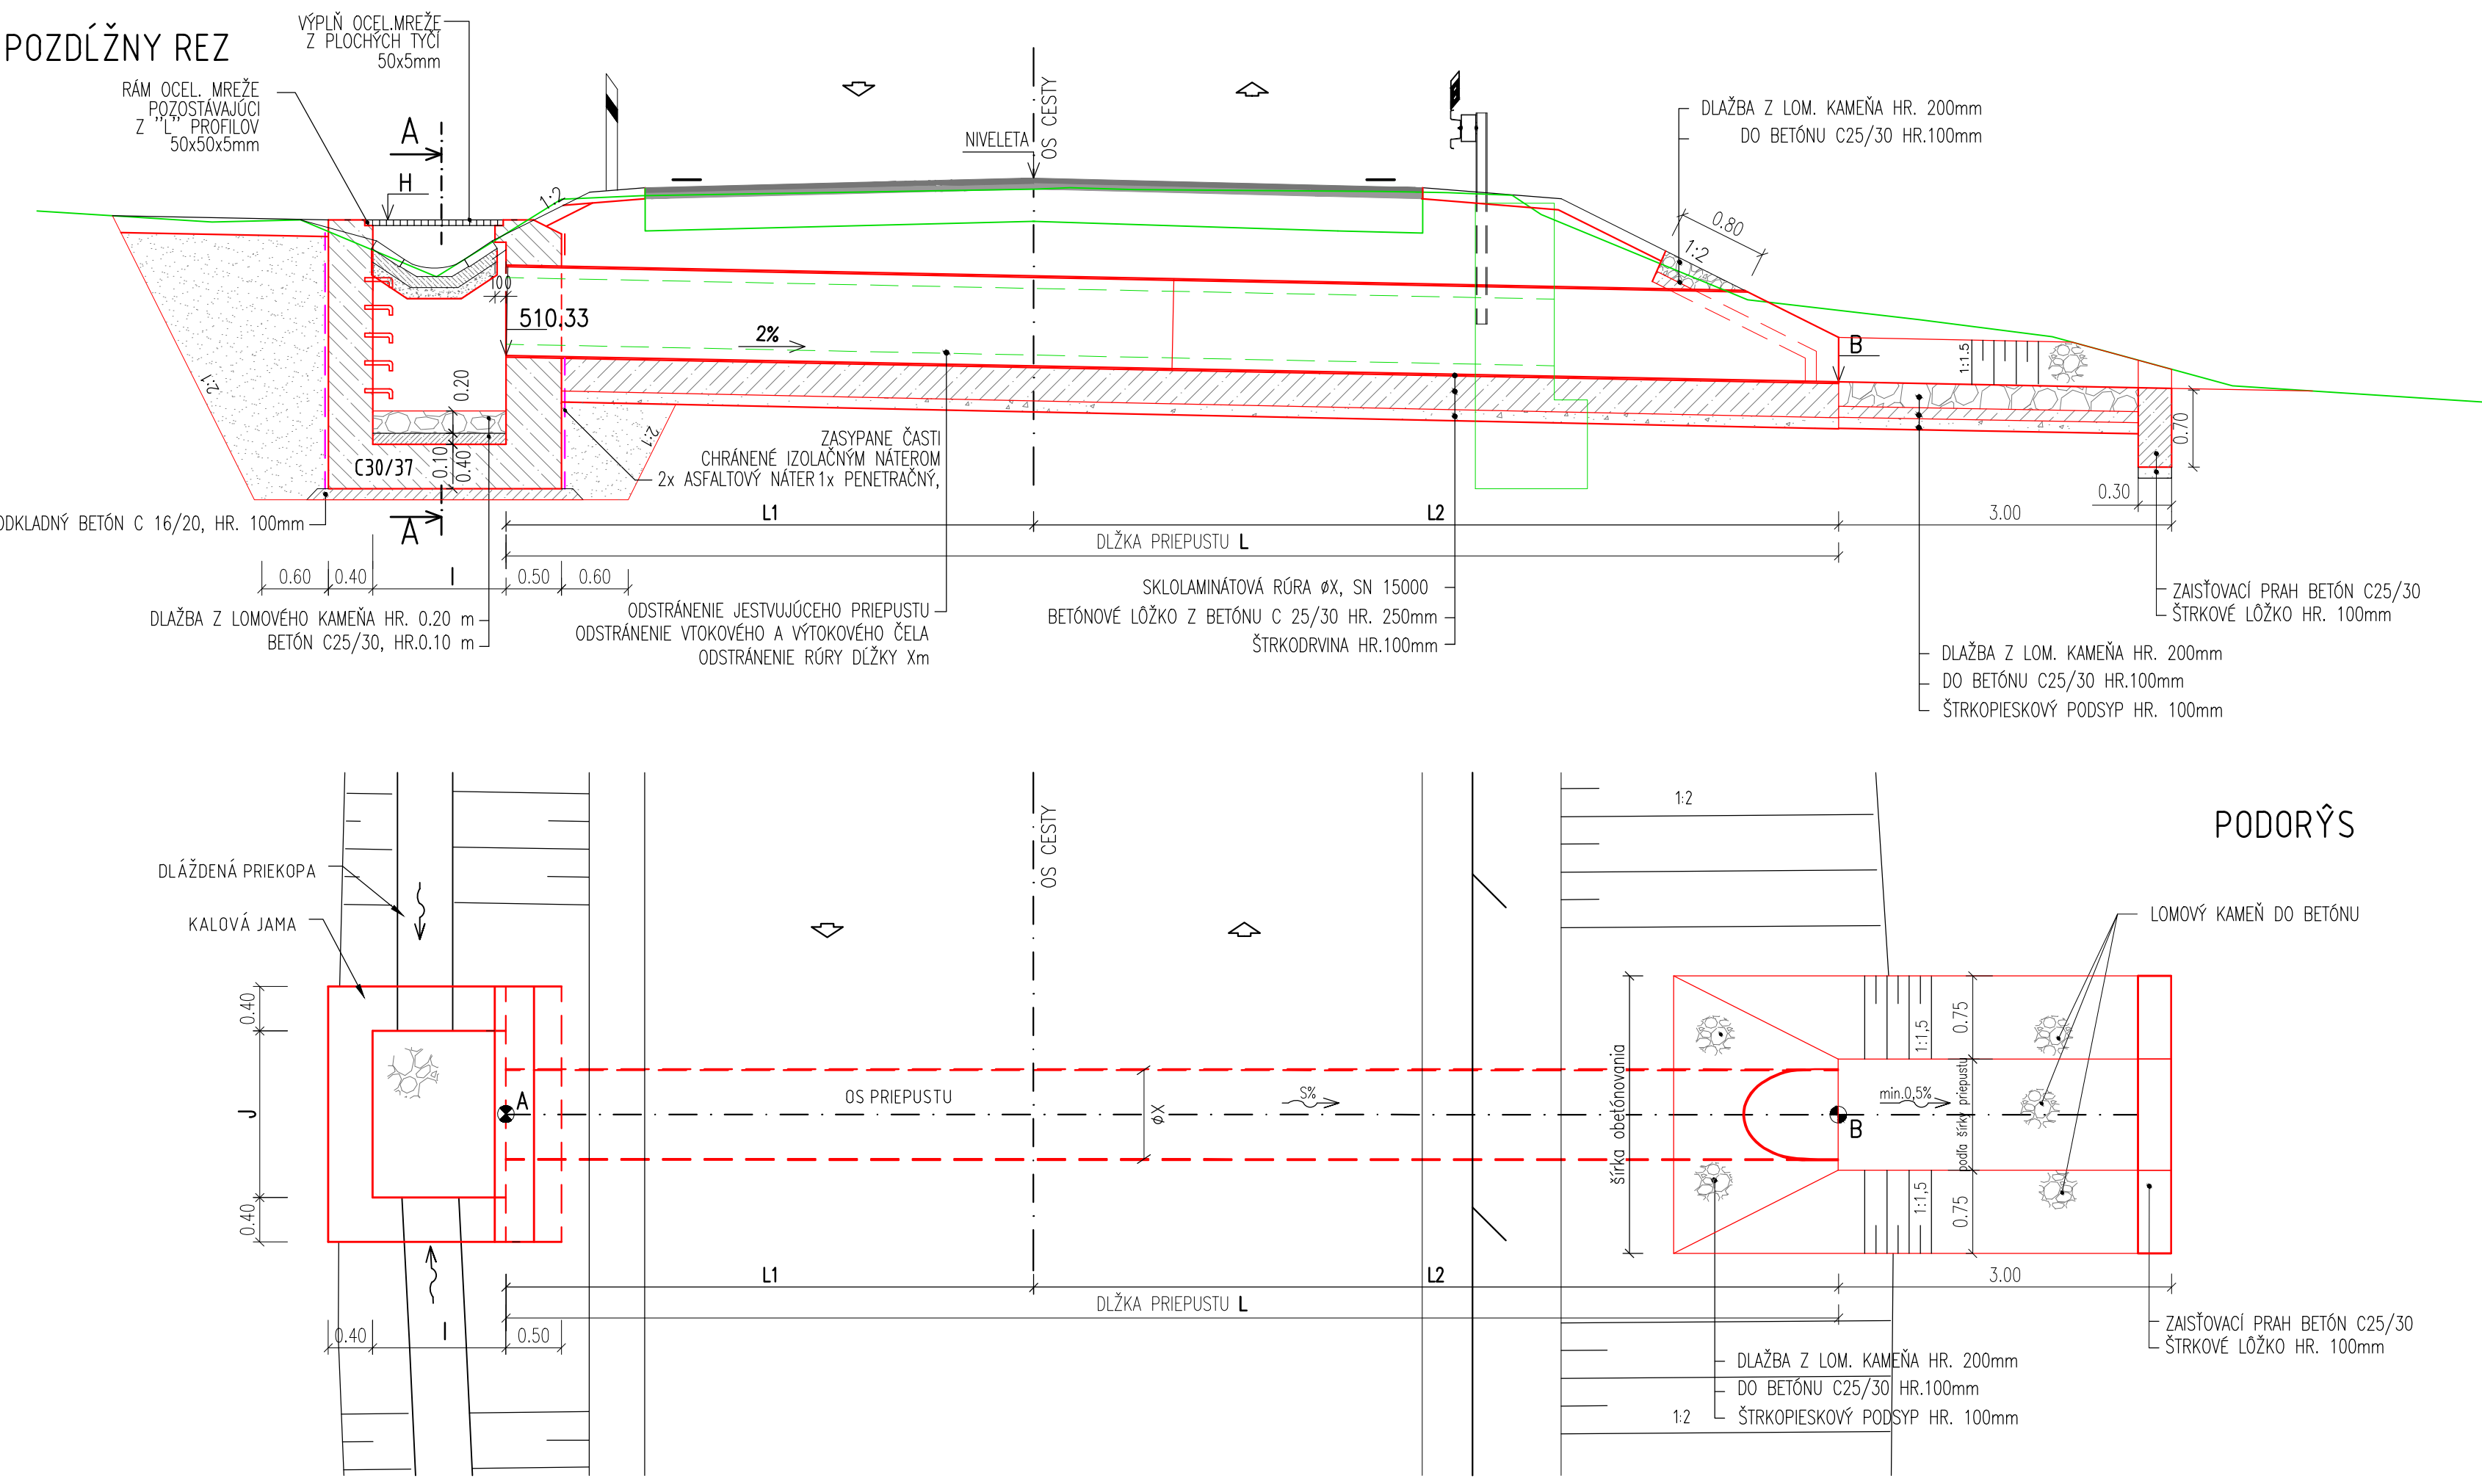 POZDĹŽNY REZ
VÝPLŇ OCEL.MREŽE
Z PLOCHÝCH TYČÍ
50x5mm
RÁM OCEL. MREŽE
POZOSTÁVAJÚCI
Z "L" PROFILOV
50x50x5mm
A
H
1:2
NIVELETA
OS CESTY
DLAŽBA Z LOM. KAMEŇA HR. 200mm
DO BETÓNU C25/30 HR.100mm
0.80
1:2
100
510.33
2%
B
1:1.5
2:1
0.20
C30/37
0.10
0.40
2:1
0.70
0.30
ZASYPANE ČASTI
CHRÁNENÉ IZOLAČNÝM NÁTEROM
2x ASFALTOVÝ NÁTER 1x PENETRAČNÝ,
ODKLADNÝ BETÓN C 16/20, HR. 100mm
A
L1
L2
3.00
DLŽKA PRIEPUSTU L
0.60
0.40
I
0.50
0.60
DLAŽBA Z LOMOVÉHO KAMEŇA HR. 0.20 m
BETÓN C25/30, HR.0.10 m
ODSTRÁNENIE JESTVUJÚCEHO PRIEPUSTU
ODSTRÁNENIE VTOKOVÉHO A VÝTOKOVÉHO ČELA
ODSTRÁNENIE RÚRY DĹŽKY Xm
SKLOLAMINÁTOVÁ RÚRA øX, SN 15000
BETÓNOVÉ LÔŽKO Z BETÓNU C 25/30 HR. 250mm
ŠTRKODRVINA HR.100mm
ZAISŤOVACÍ PRAH BETÓN C25/30
ŠTRKOVÉ LÔŽKO HR. 100mm
DLAŽBA Z LOM. KAMEŇA HR. 200mm
DO BETÓNU C25/30 HR.100mm
ŠTRKOPIESKOVÝ PODSYP HR. 100mm
PODORÝS
1:2
OS CESTY
DLÁŽDENÁ PRIEKOPA
KALOVÁ JAMA
LOMOVÝ KAMEŇ DO BETÓNU
0.40
J
0.40
A
OS PRIEPUSTU
øX
S%
šírka obetónovania
1:1,5
0.75
min.0,5%
podľa šírky priepustu
B
1:1,5
0.75
L1
L2
3.00
DLŽKA PRIEPUSTU L
0.40
I
0.50
ZAISŤOVACÍ PRAH BETÓN C25/30
ŠTRKOVÉ LÔŽKO HR. 100mm
DLAŽBA Z LOM. KAMEŇA HR. 200mm
DO BETÓNU C25/30 HR.100mm
1:2
ŠTRKOPIESKOVÝ PODSYP HR. 100mm